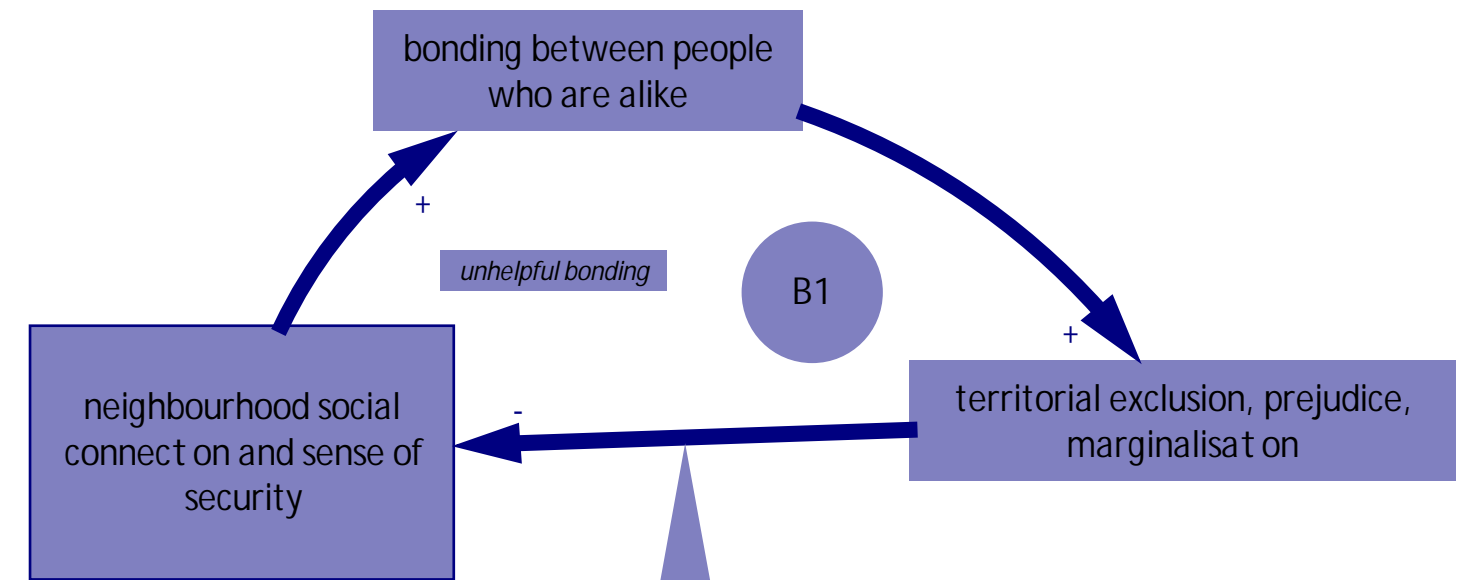 bonding between people
who are alike
+
unhelpful bonding
B1
+
neighbourhood social
connect on and sense of
security
-
territorial exclusion, prejudice,
marginalisat on